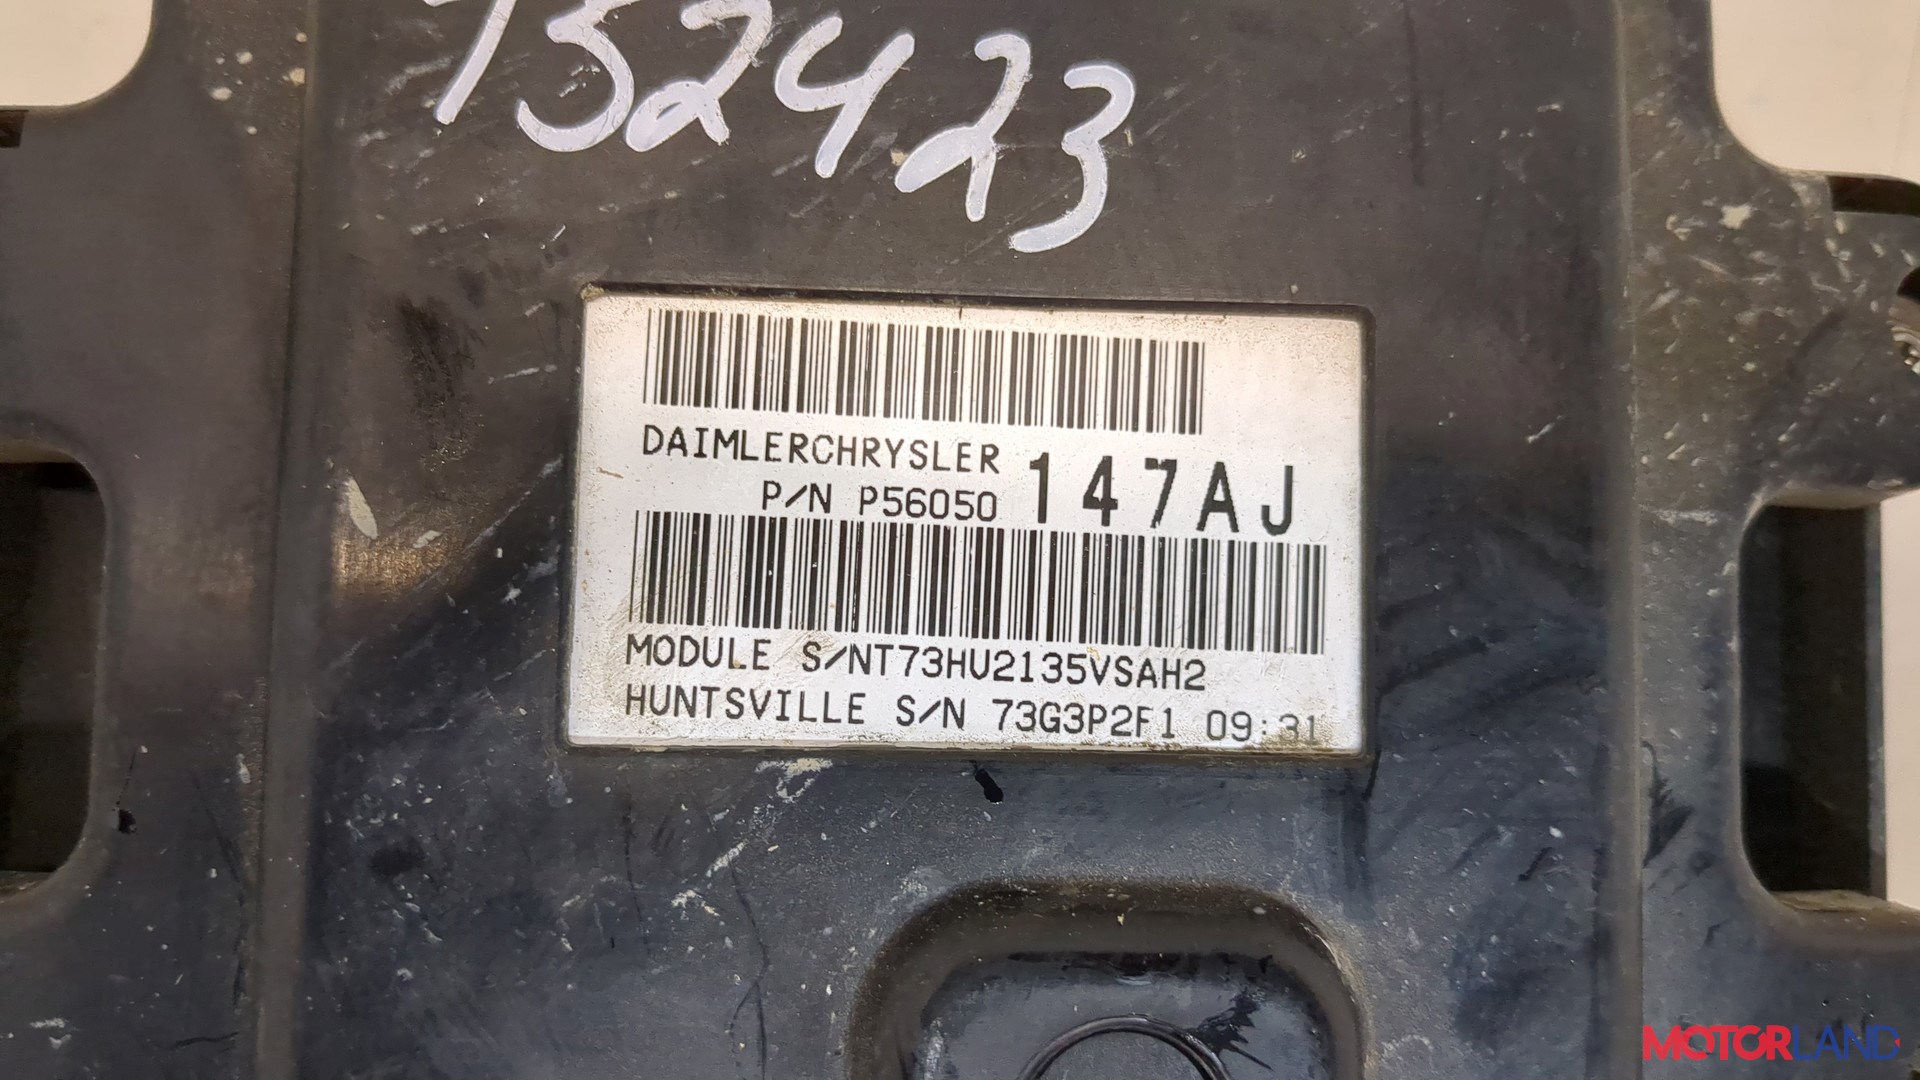 752423
DAIMLERCHRYSLER
P/N P56050 147AJ
MODULE S/NT73HU2135VSAH2
HUNTSVILLE S/N 73G3P2F1 09:31
MOTORLAND